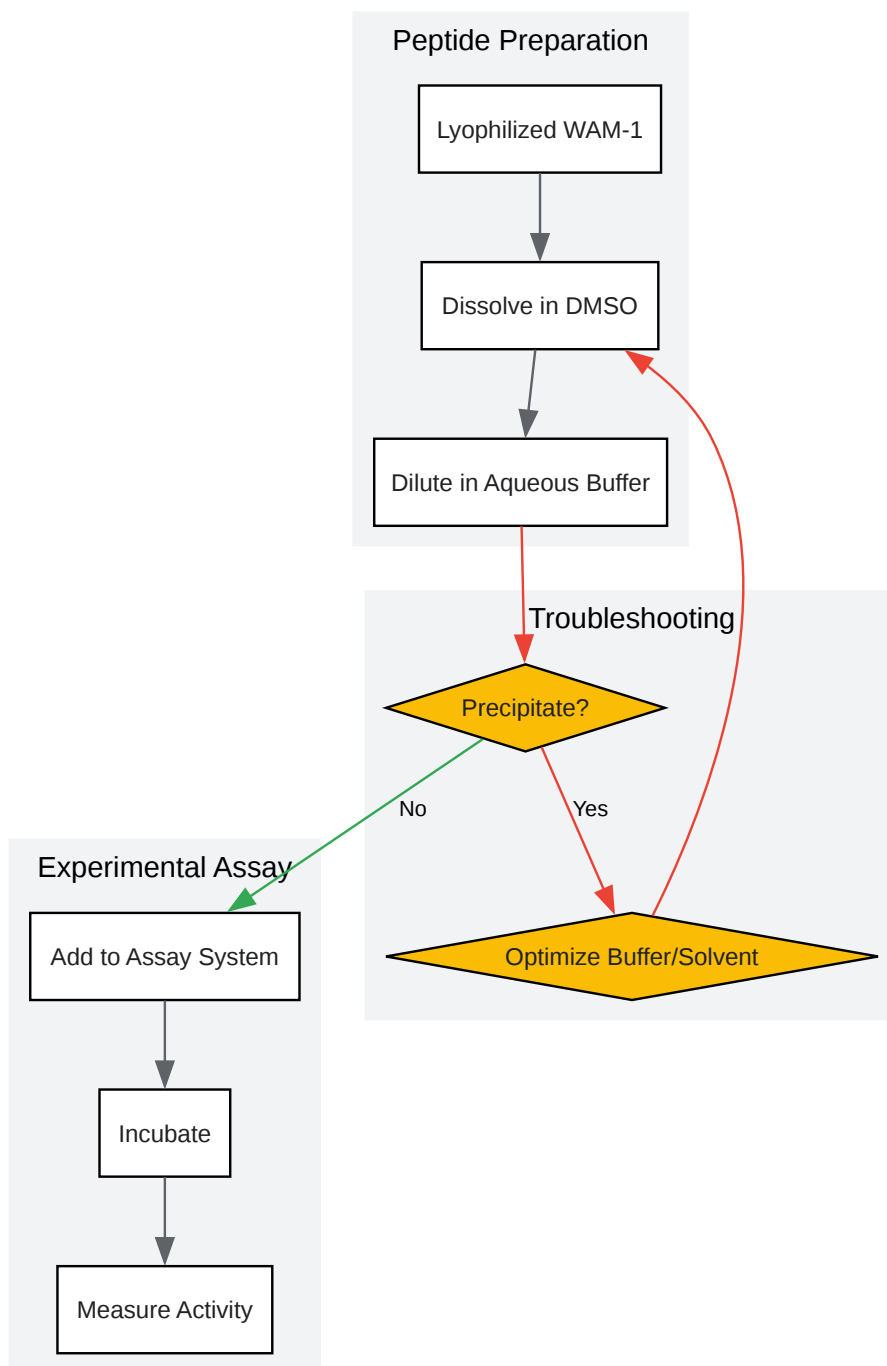 Peptide Preparation
Lyophilized WAM-1
Dissolve in DMSO
Dilute in Aqueous Buffer
Troubleshooting
Precipitate?
No
Yes
Experimental Assay
Add to Assay System
Optimize Buffer/Solvent
Incubate
Measure Activity